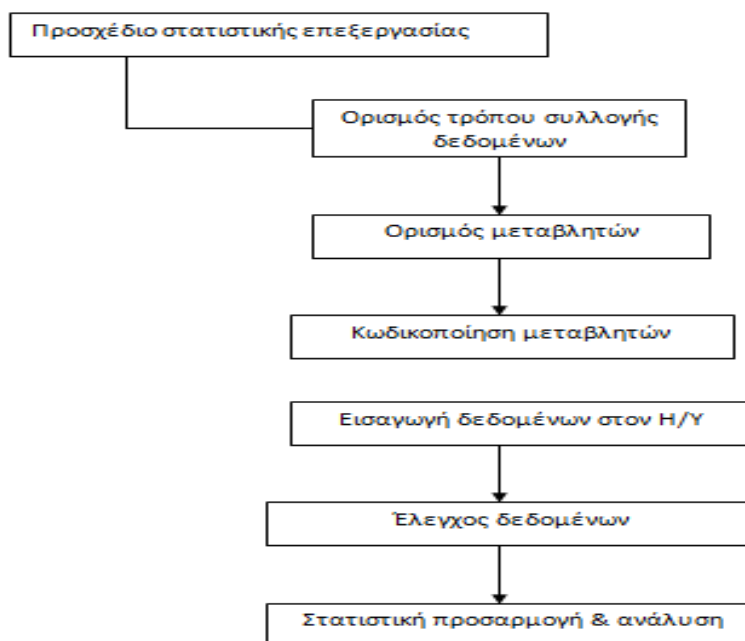 Προσχέδιο στατιστικής επεξεργασίας
Ορισμός τρόπου συλλογής
δεδομένων
Ορισμός μεταβλητών
Κωδικοποίηση μεταβλητών
Εισαγωγή δεδομένων στον Η/Υ
Έλεγχος δεδομένων
Στατιστική προσαρμογή & ανάλυση